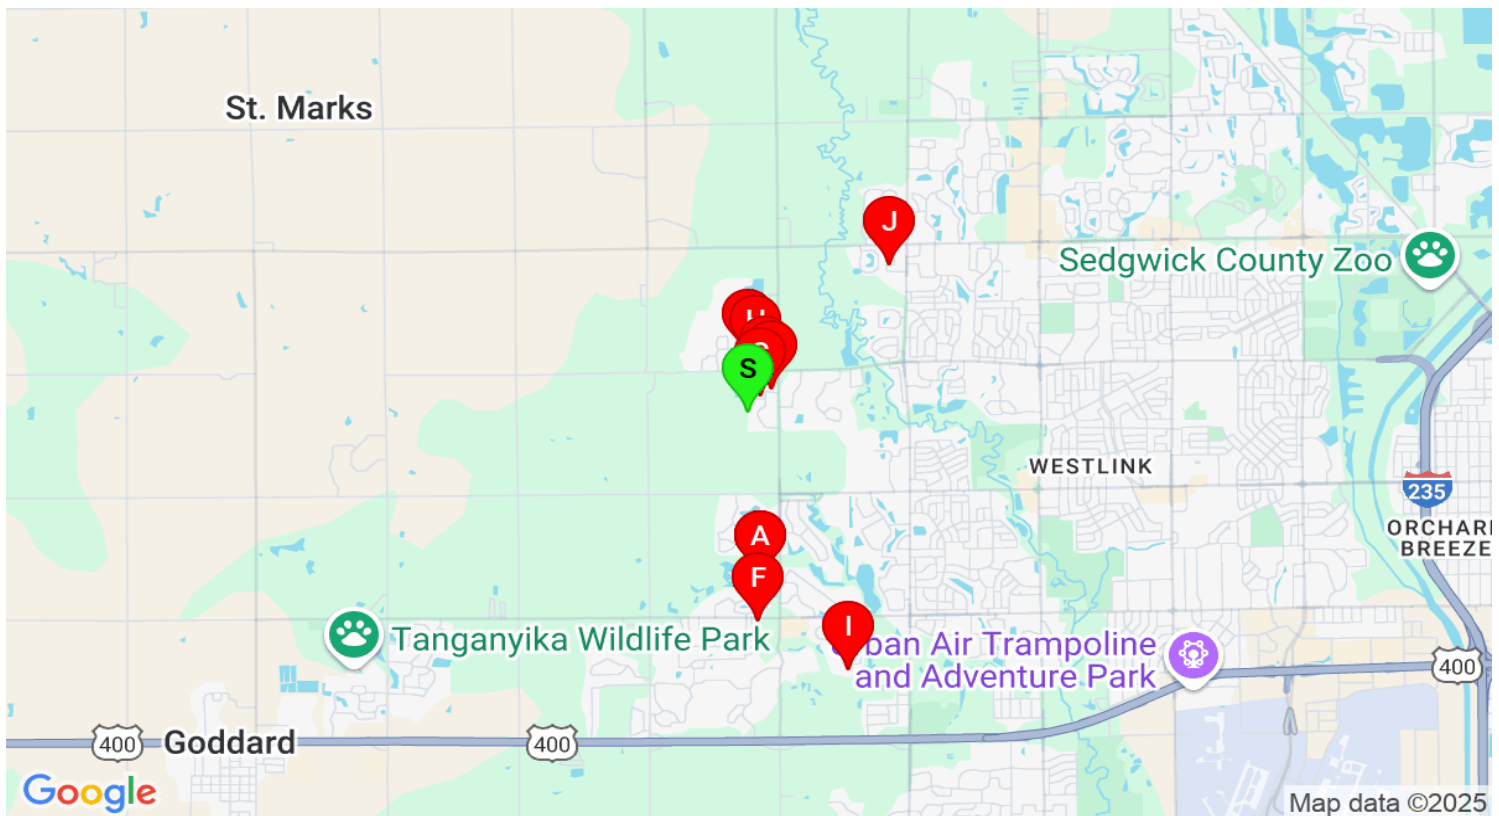 St. Marks
J
Sedgwick County Zoo
S
WESTLINK
235
ORCHARD
BREEZE
A
F
I
Tanganyika Wildlife Park
Urban Air Trampoline
and Adventure Park
400
400
Goddard
400
Google
Map data ©2025